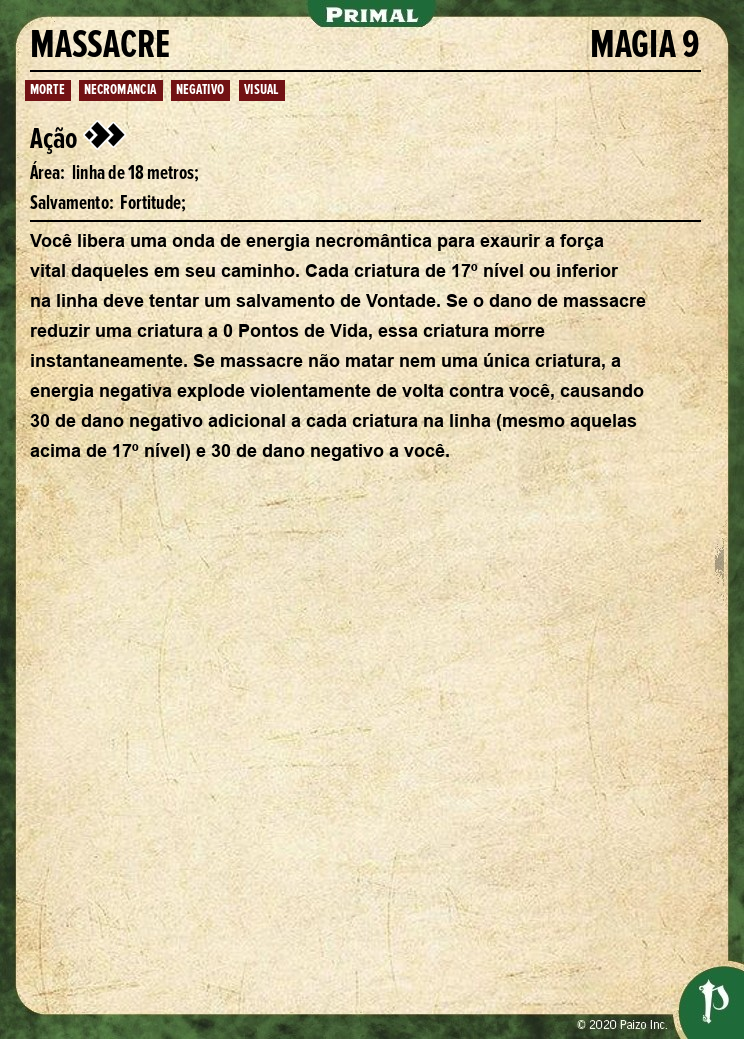 PRIMAL
MASSACRE MAGIA 9
MORTE NECROMANCIA NEGATIVO VISUAL
Ação
Área: linha de 18 metros;
Salvamento: Fortitude;
Você libera uma onda de energia necromântica para exaurir a força
vital daqueles em seu caminho. Cada criatura de 17º nível ou inferior
na linha deve tentar um salvamento de Vontade. Se o dano de massacre
reduzir uma criatura a 0 Pontos de Vida, essa criatura morre
instantaneamente. Se massacre não matar nem uma única criatura, a
energia negativa explode violentamente de volta contra você, causando
30 de dano negativo adicional a cada criatura na linha (mesmo aquelas
acima de 17º nível) e 30 de dano negativo a você.
© 2020 Paizo Inc.